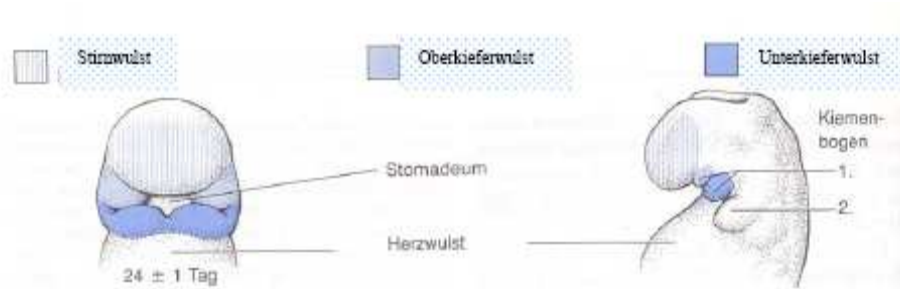 Stirnwulst
Oberkieferwulst
Unterkieferwulst
Kiemen-
bogen
Stomadeum
1.
2.
Herzwulst
24 ± 1 Tag